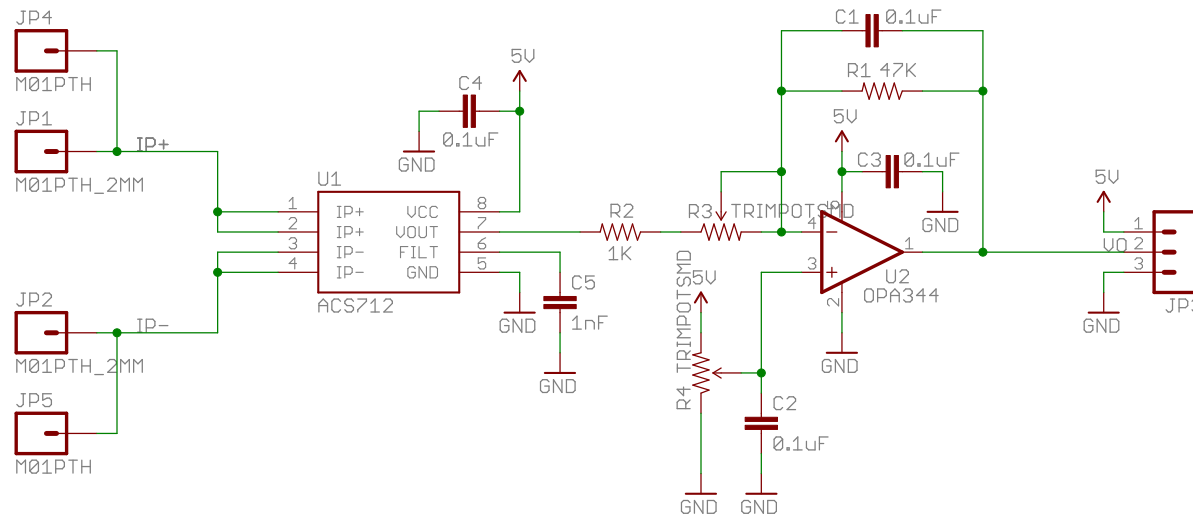 JP4
M01PTH
JP1
IP+
M01PTH_2MM
JP2
IP-
M01PTH_2MM
JP5
M01PTH
5V
C4
0.1uF
GND
U1
1 IP+ VCC 8
2 IP+ VOUT 7
3 IP- FILT 6
4 IP- GND 5
ACS712
GND
C5
1nF
GND
R2
1K
R3 TRIMPOTSMD
C1 0.1uF
R1 47K
5V
C3 0.1uF
GND
5
4
3
1
2
U2
OPA344
GND
5V
R4 TRIMPOTSMD
C2
0.1uF
GND
GND
5V
1
VO 2
3
GND
JP3